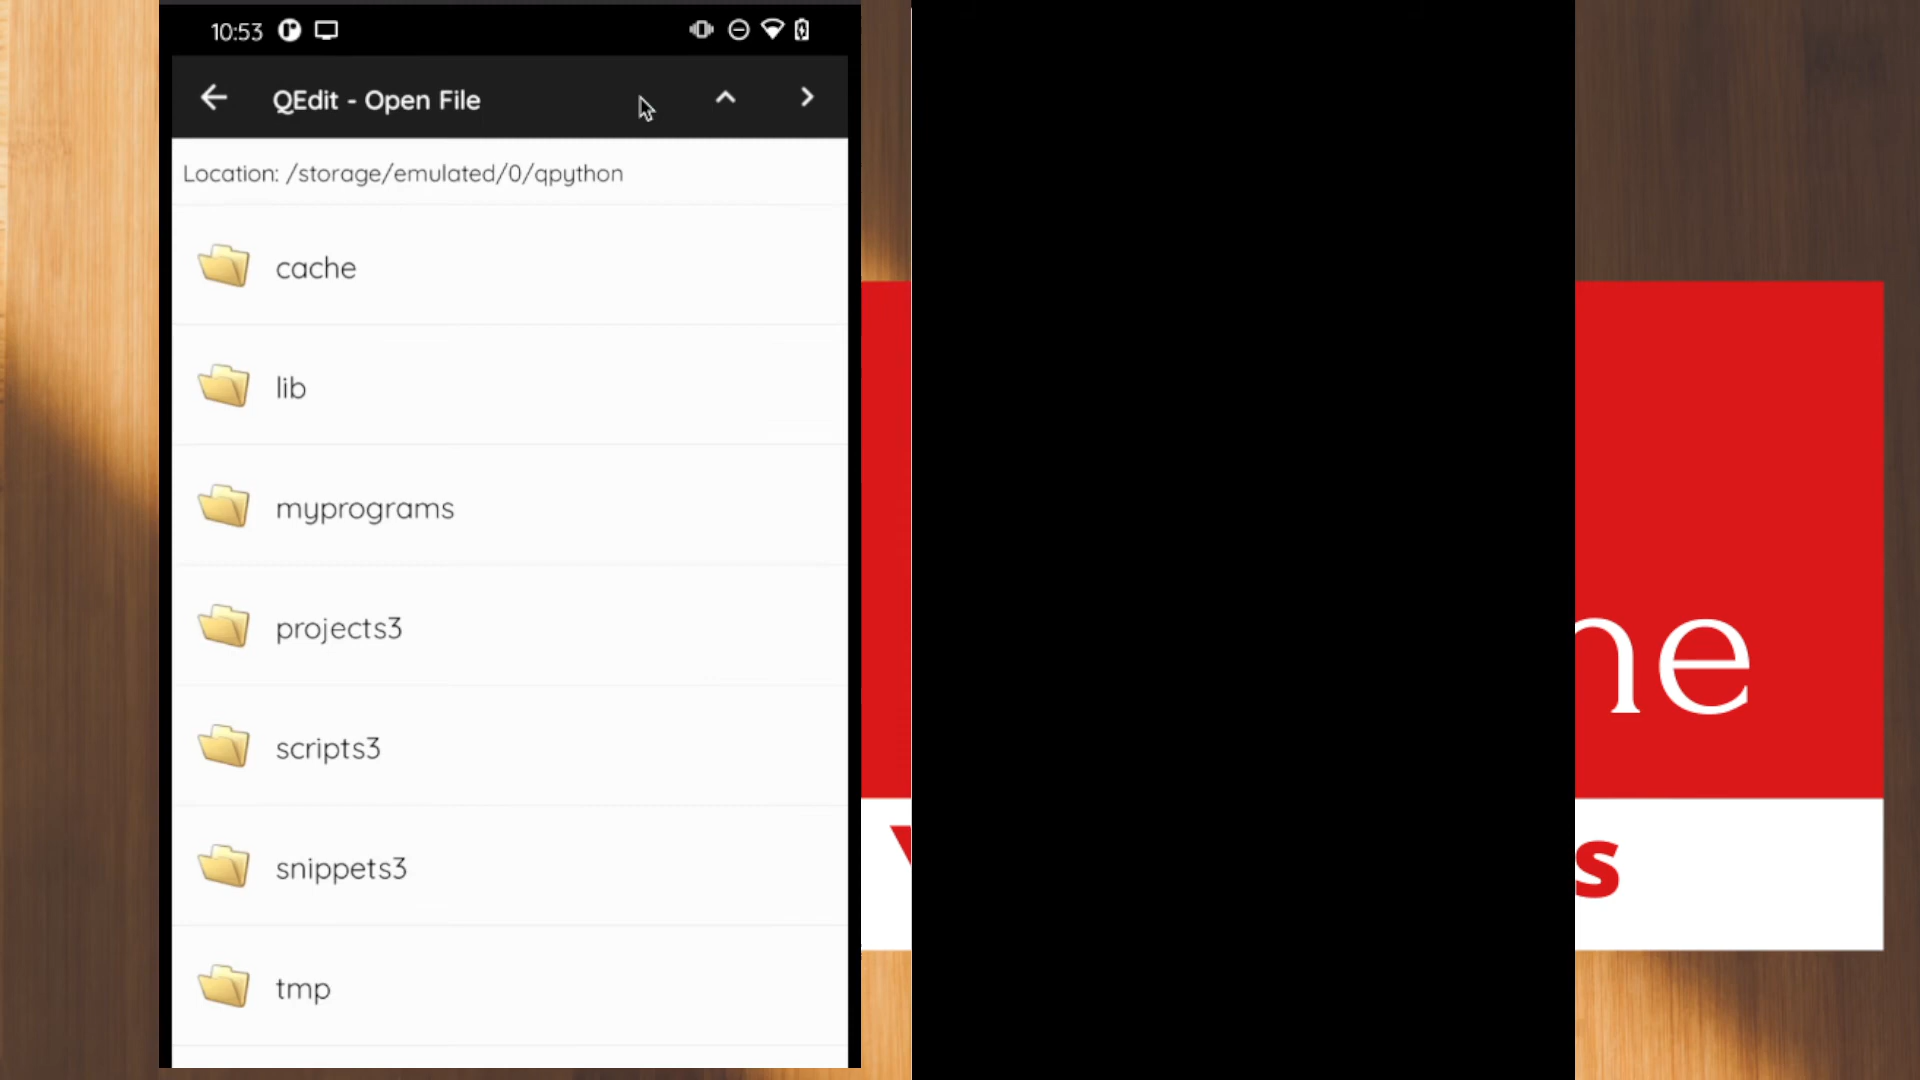 10:53
QEdit - Open File
Location: /storage/emulated/0/qpython
cache
lib
myprograms
projects3
scripts3
snippets3
tmp